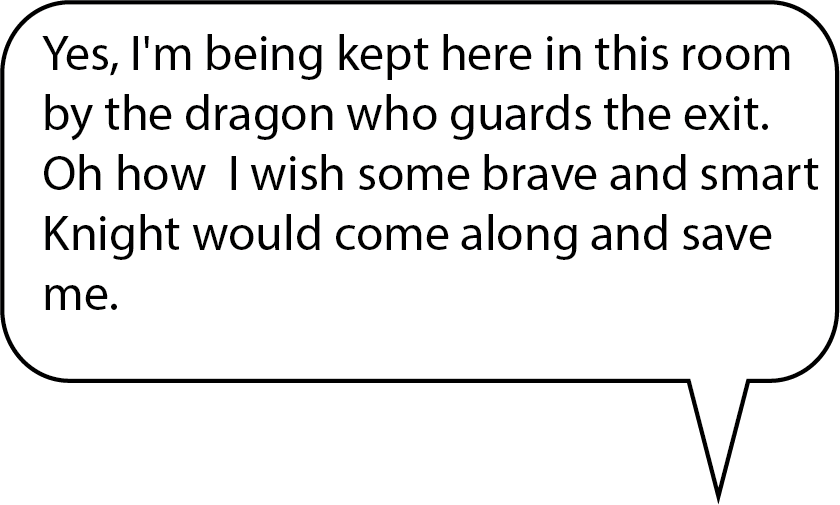 Yes, I'm being kept here in this room
by the dragon who guards the exit.
Oh how  I wish some brave and smart
Knight would come along and save
me.